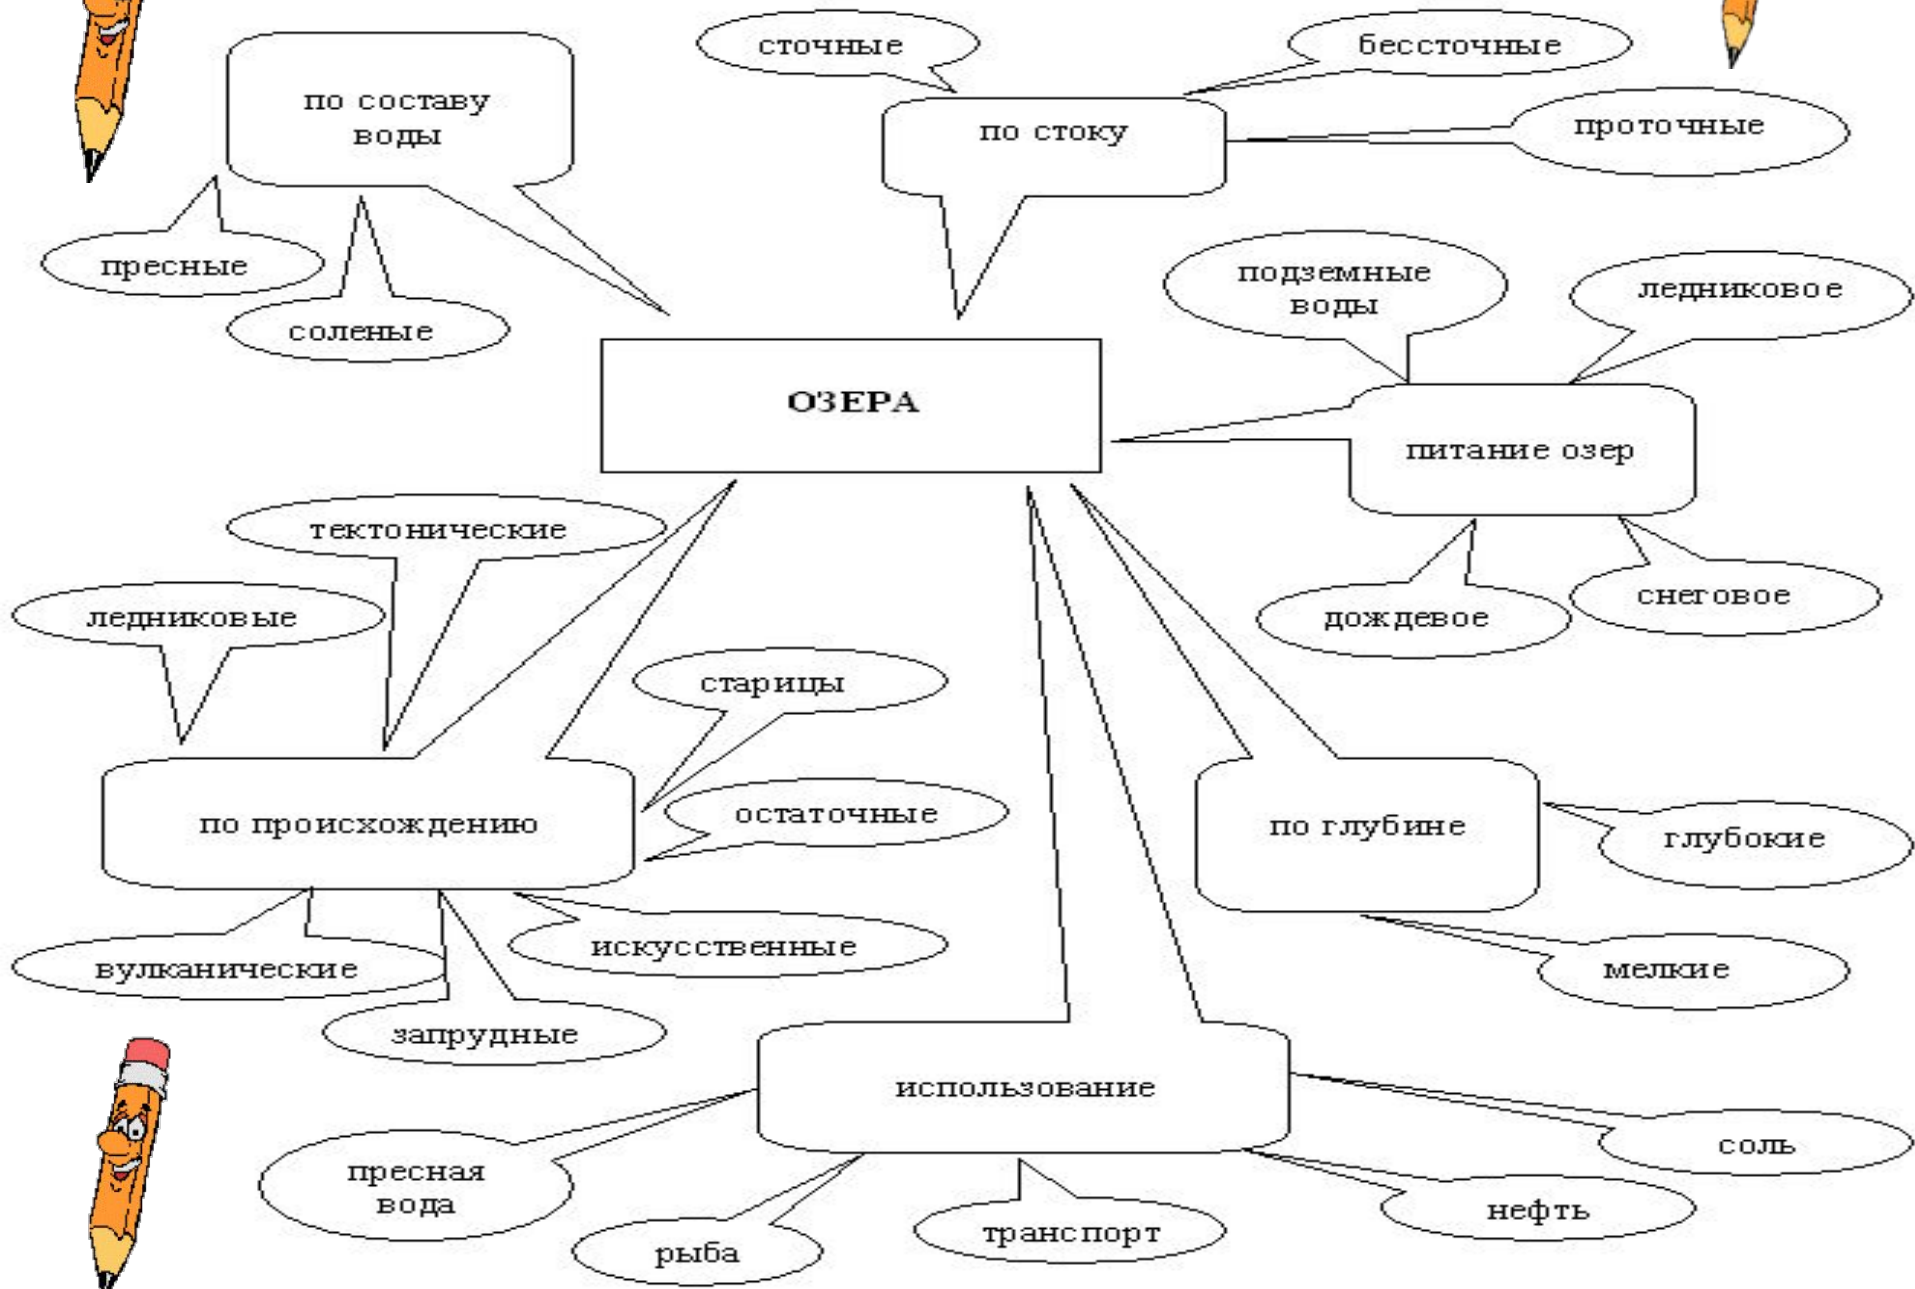 сточные
бессточные
по составу
воды
по стоку
проточные
пресные
соленые
подземные
воды
ледниковое
ОЗЕРА
питание озер
тектонические
ледниковые
дождевое
снеговое
старицы
остаточные
по происхождению
по глубине
глубокие
искусственные
вулканические
мелкие
запрудные
использование
соль
пресная
вода
нефть
транспорт
рыба